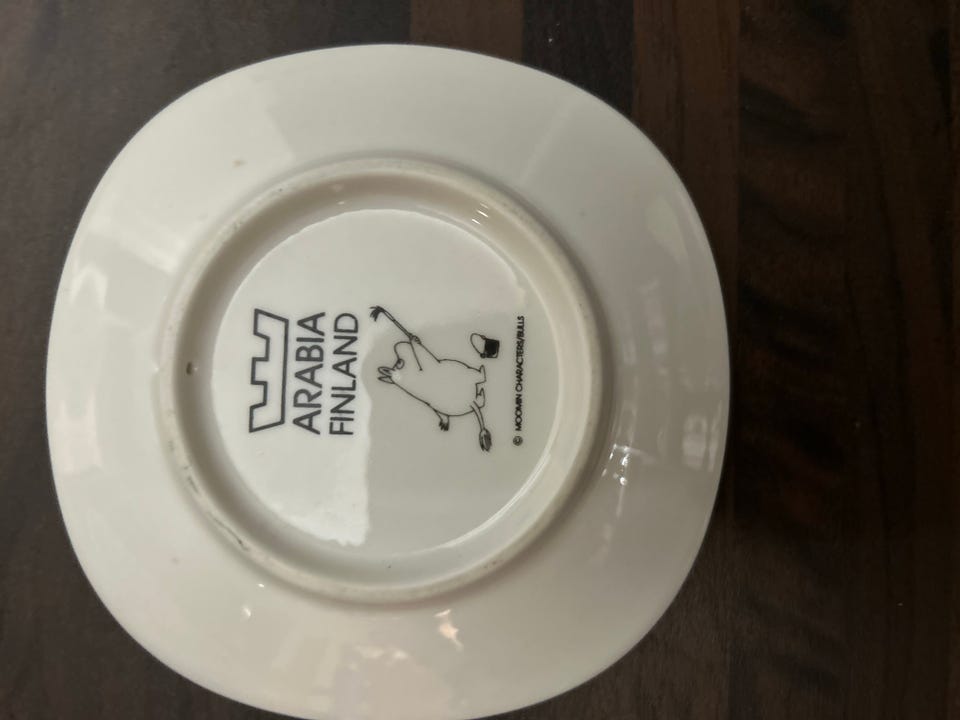 ARABIA
FINLAND
© MOOMIN CHARACTERS/BULLS